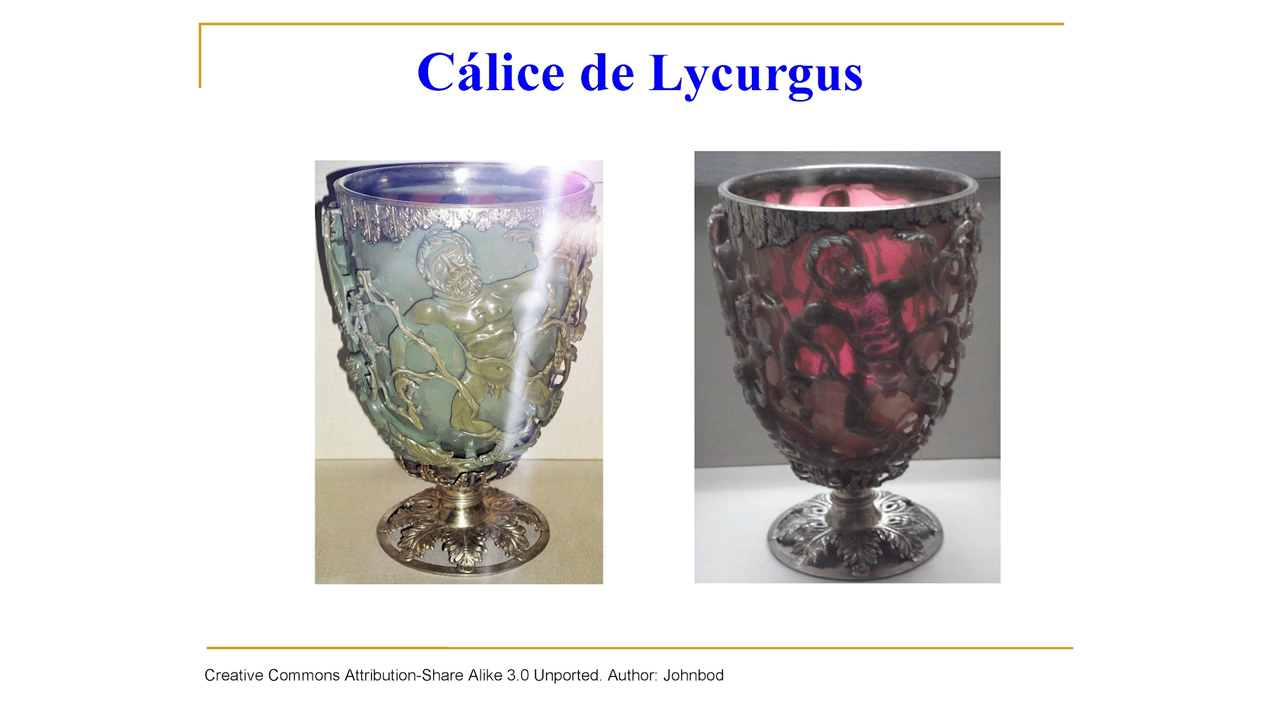 Cálice de Lycurgus
Creative Commons Attribution-Share Alike 3.0 Unported. Author: Johnbod